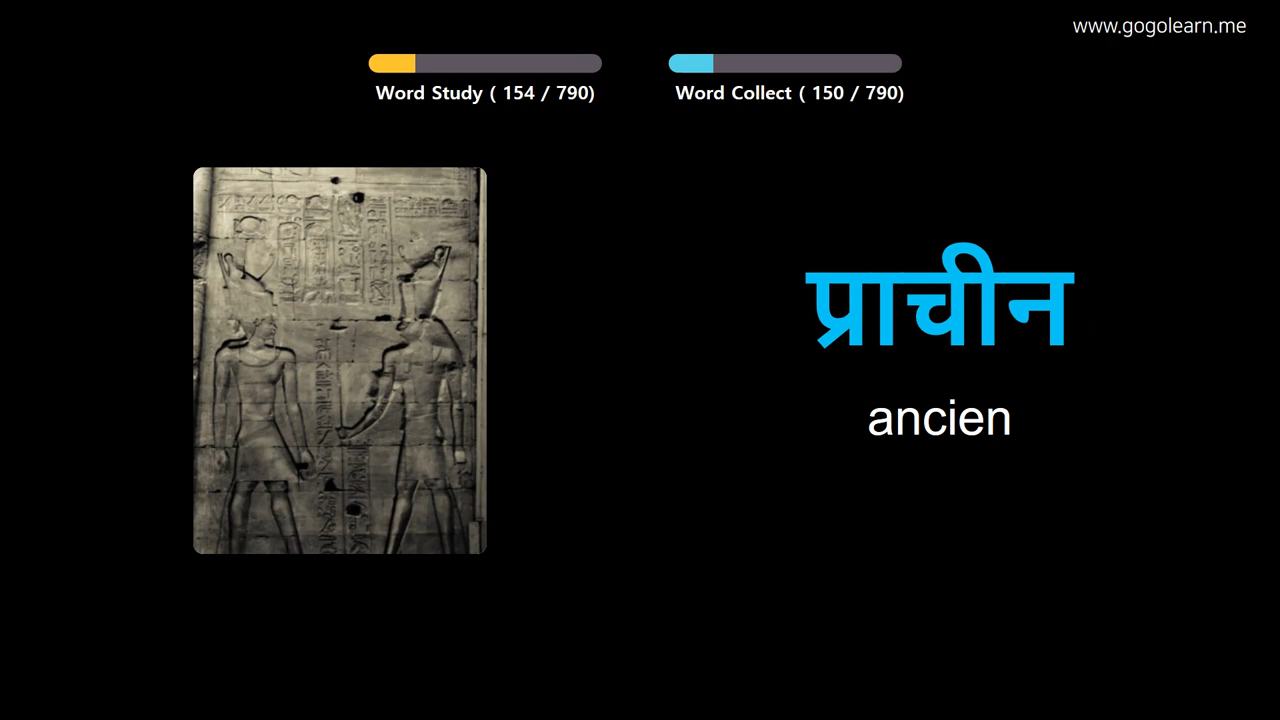 www.gogolearn.me
Word Study ( 154 / 790)
Word Collect ( 150 / 790)
प्राचीन
ancien